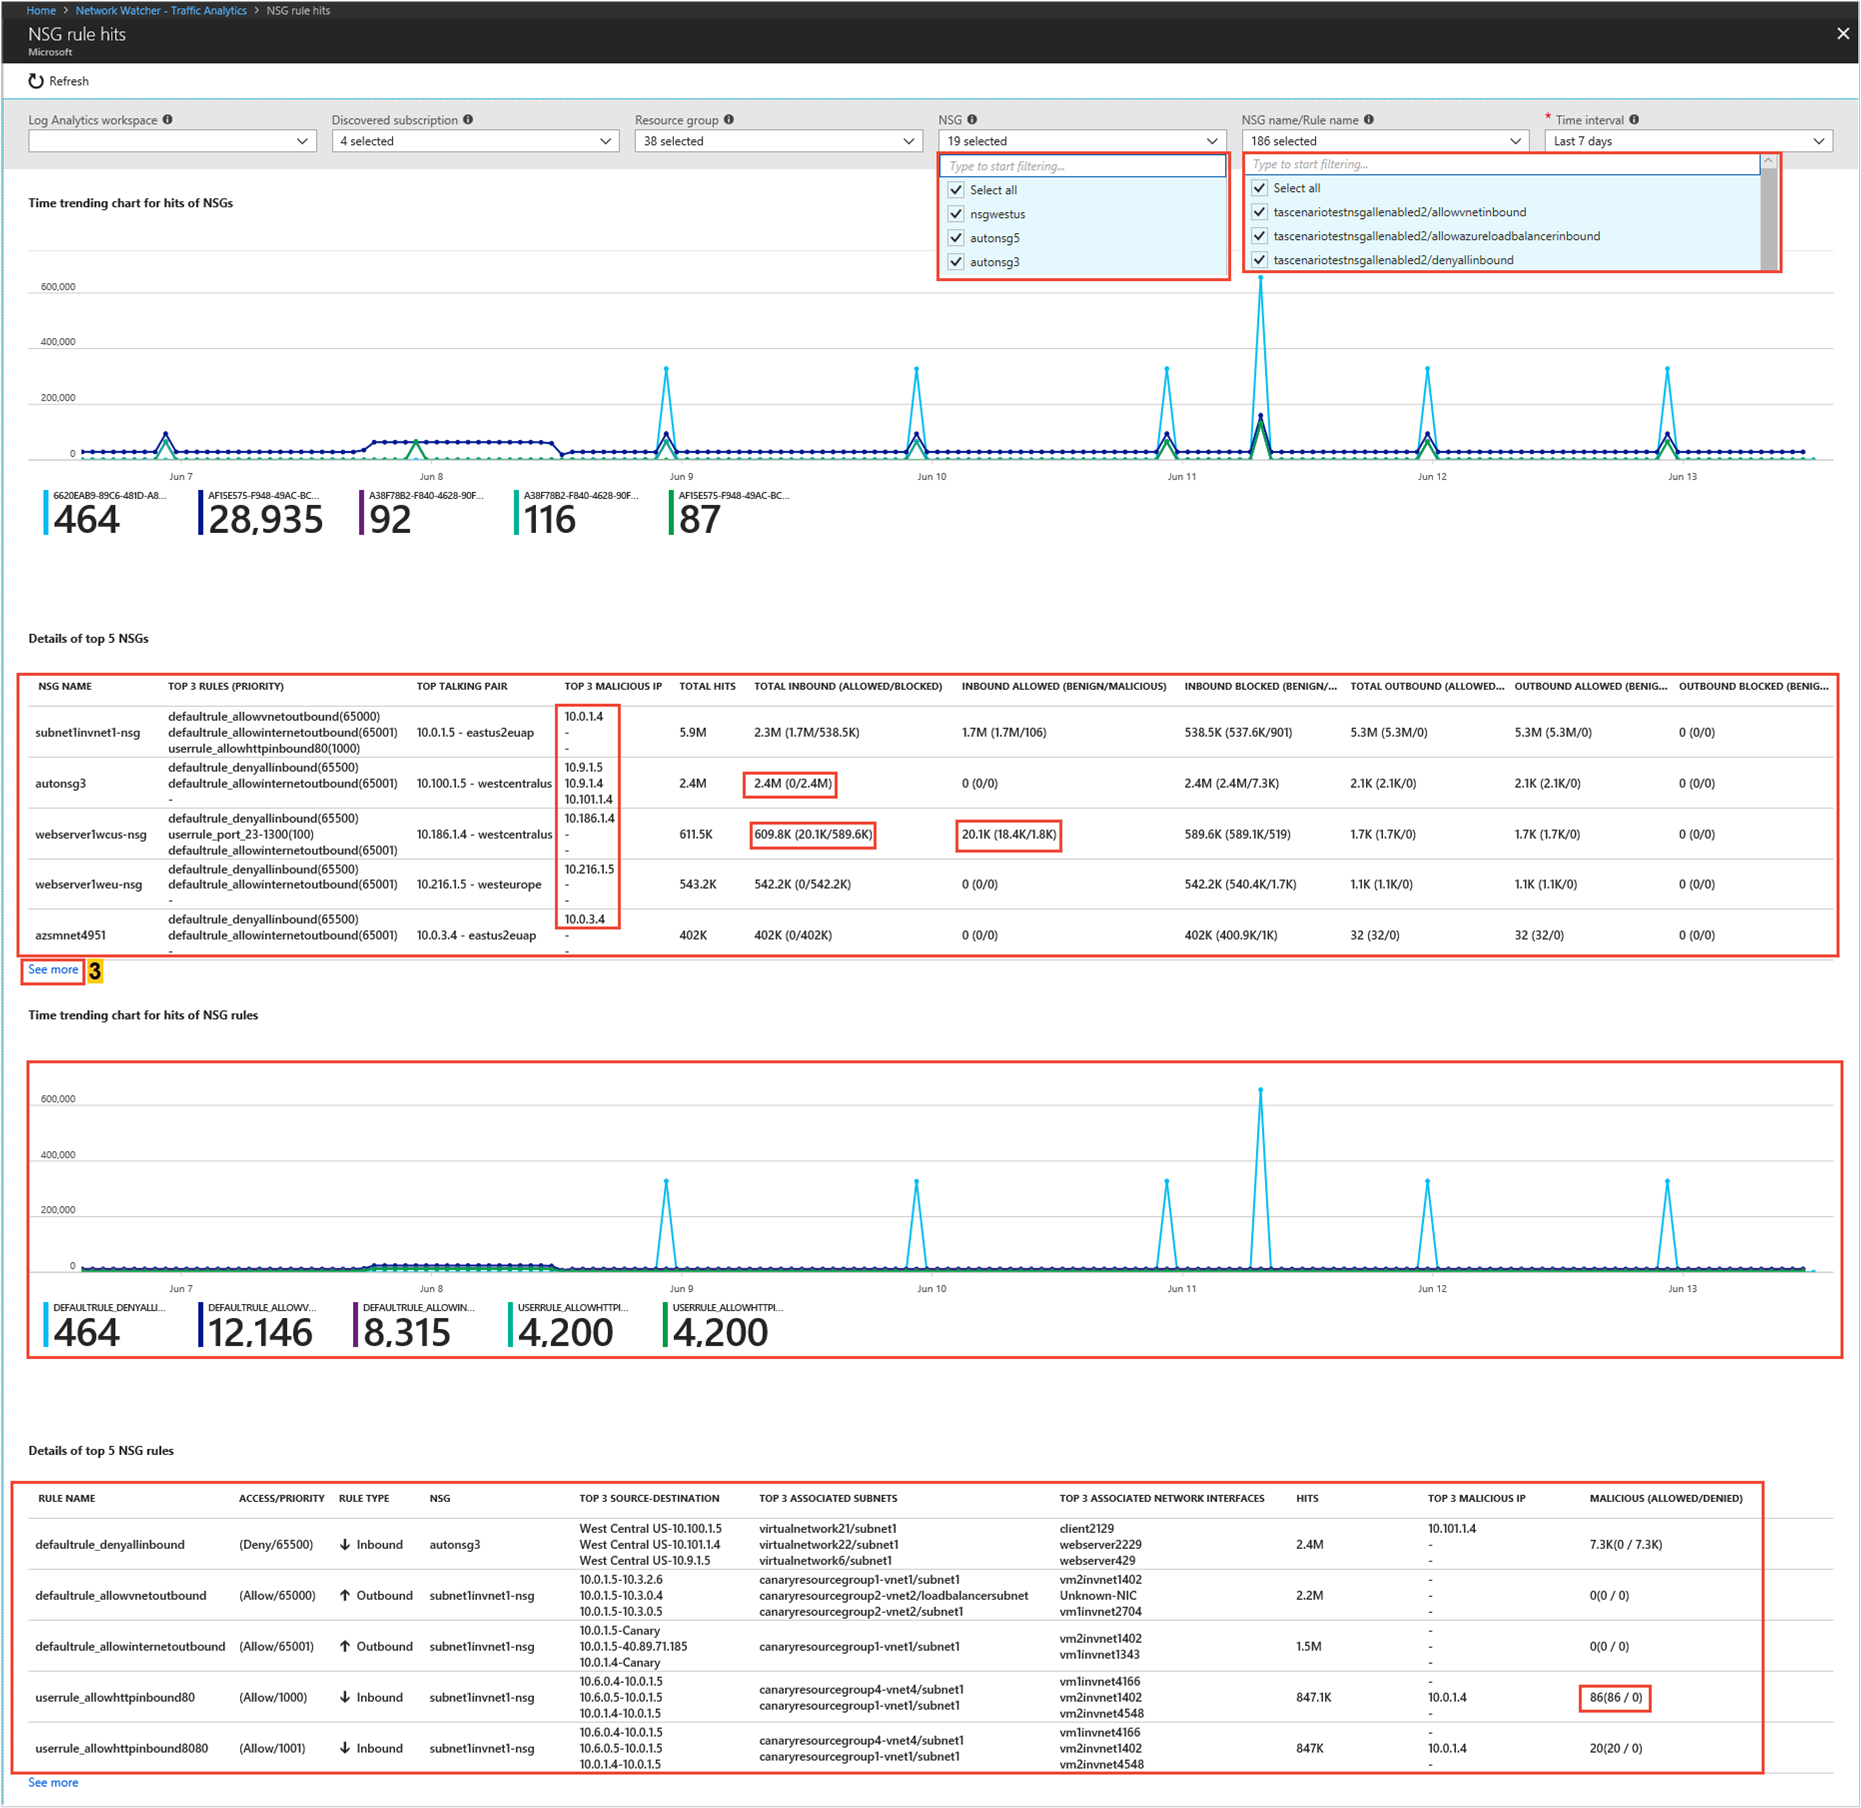 Home > Network Watcher - Traffic Analytics > NSG rule hits
NSG rule hits
Microsoft
Refresh
Log Analytics workspace
Discovered subscription
4 selected
Resource group
38 selected
NSG
19 selected
Type to start filtering...
Select all
nsgwestus
autonsg5
autonsg3
NSG name/Rule name
186 selected
Type to start filtering...
Select all
tascenariotestnsgallenabled2/allowvnetinbound
tascenariotestnsgallenabled2/allowazureloadbalancerinbound
tascenariotestnsgallenabled2/denyallinbound
* Time interval
Last 7 days
Time trending chart for hits of NSGs
600,000
400,000
200,000
0
Jun 7 Jun 8 Jun 9 Jun 10 Jun 11 Jun 12 Jun 13
6620EAB9-89C6-481D-A8...
464
AF15E575-F948-49AC-BC...
28,935
A38F78B2-F840-4628-90F...
92
A38F78B2-F840-4628-90F...
116
AF15E575-F948-49AC-BC...
87
Details of top 5 NSGs
NSG NAME TOP 3 RULES (PRIORITY) TOP TALKING PAIR TOP 3 MALICIOUS IP TOTAL HITS TOTAL INBOUND (ALLOWED/BLOCKED) INBOUND ALLOWED (BENIGN/MALICIOUS) INBOUND BLOCKED (BENIGN/... TOTAL OUTBOUND (ALLOWED... OUTBOUND ALLOWED (BENIG... OUTBOUND BLOCKED (BENIG...
defaultrule_allowvnetoutbound(65000) 10.0.1.4
subnet1invnet1-nsg defaultrule_allowinternetoutbound(65001) 10.0.1.5 - eastus2euap - 5.9M 2.3M (1.7M/538.5K) 1.7M (1.7M/106) 538.5K (537.6K/901) 5.3M (5.3M/0) 5.3M (5.3M/0) 0 (0/0)
userrule_allowhttpinbound80(1000) -
defaultrule_denyallinbound(65500) 10.9.1.5
autonsg3 defaultrule_allowinternetoutbound(65001) 10.100.1.5 - westcentralus 10.9.1.4 2.4M 2.4M (0/2.4M) 0 (0/0) 2.4M (2.4M/7.3K) 2.1K (2.1K/0) 2.1K (2.1K/0) 0 (0/0)
- 10.101.1.4
defaultrule_denyallinbound(65500) 10.186.1.4
webserver1wcus-nsg userrule_port_23-1300(100) 10.186.1.4 - westcentralus - 611.5K 609.8K (20.1K/589.6K) 20.1K (18.4K/1.8K) 589.6K (589.1K/519) 1.7K (1.7K/0) 1.7K (1.7K/0) 0 (0/0)
defaultrule_allowinternetoutbound(65001) -
defaultrule_denyallinbound(65500) 10.216.1.5
webserver1weu-nsg defaultrule_allowinternetoutbound(65001) 10.216.1.5 - westeurope - 543.2K 542.2K (0/542.2K) 0 (0/0) 542.2K (540.4K/1.7K) 1.1K (1.1K/0) 1.1K (1.1K/0) 0 (0/0)
- -
defaultrule_denyallinbound(65500) 10.0.3.4
azsmnet4951 defaultrule_allowinternetoutbound(65001) 10.0.3.4 - eastus2euap - 402K 402K (0/402K) 0 (0/0) 402K (400.9K/1K) 32 (32/0) 32 (32/0) 0 (0/0)
- -
See more 3
Time trending chart for hits of NSG rules
600,000
400,000
200,000
0
Jun 7 Jun 8 Jun 9 Jun 10 Jun 11 Jun 12 Jun 13
DEFAULTRULE_DENYALLI...
464
DEFAULTRULE_ALLOWV...
12,146
DEFAULTRULE_ALLOWIN...
8,315
USERRULE_ALLOWHTTPI...
4,200
USERRULE_ALLOWHTTPI...
4,200
Details of top 5 NSG rules
RULE NAME ACCESS/PRIORITY RULE TYPE NSG TOP 3 SOURCE-DESTINATION TOP 3 ASSOCIATED SUBNETS TOP 3 ASSOCIATED NETWORK INTERFACES HITS TOP 3 MALICIOUS IP MALICIOUS (ALLOWED/DENIED)
West Central US-10.100.1.5 virtualnetwork21/subnet1 client2129 10.101.1.4
defaultrule_denyallinbound (Deny/65500) ↓ Inbound autonsg3 West Central US-10.101.1.4 virtualnetwork22/subnet1 webserver2229 2.4M - 7.3K(0 / 7.3K)
West Central US-10.9.1.5 virtualnetwork6/subnet1 webserver429 -
10.0.1.5-10.3.2.6 canaryresourcegroup1-vnet1/subnet1 vm2invnet1402 -
defaultrule_allowvnetoutbound (Allow/65000) ↑ Outbound subnet1invnet1-nsg 10.0.1.5-10.3.0.4 canaryresourcegroup2-vnet2/loadbalancersubnet Unknown-NIC 2.2M - 0(0 / 0)
10.0.1.5-10.3.0.5 canaryresourcegroup2-vnet2/subnet1 vm1invnet2704 -
10.0.1.5-Canary vm2invnet1402 -
defaultrule_allowinternetoutbound (Allow/65001) ↑ Outbound subnet1invnet1-nsg 10.0.1.5-40.89.71.185 canaryresourcegroup1-vnet1/subnet1 1.5M - 0(0 / 0)
10.0.1.4-Canary vm1invnet1343 -
10.6.0.4-10.0.1.5 canaryresourcegroup4-vnet4/subnet1 vm1invnet4166 -
userrule_allowhttpinbound80 (Allow/1000) ↓ Inbound subnet1invnet1-nsg 10.6.0.5-10.0.1.5 canaryresourcegroup1-vnet1/subnet1 vm2invnet1402 847.1K 10.0.1.4 86(86 / 0)
10.0.1.4-10.0.1.5 vm2invnet4548 -
10.6.0.4-10.0.1.5 canaryresourcegroup4-vnet4/subnet1 vm1invnet4166 -
userrule_allowhttpinbound8080 (Allow/1001) ↓ Inbound subnet1invnet1-nsg 10.6.0.5-10.0.1.5 canaryresourcegroup1-vnet1/subnet1 vm2invnet1402 847K 10.0.1.4 20(20 / 0)
10.0.1.4-10.0.1.5 vm2invnet4548 -
See more